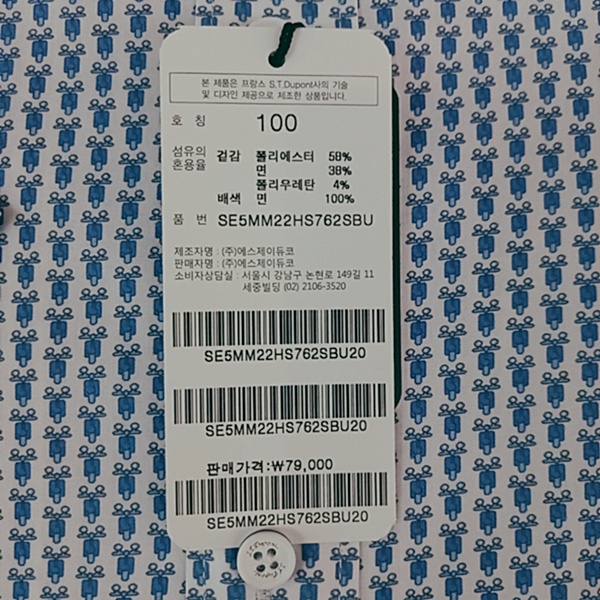 본 제품은 프랑스 S.T.Dupont사의 기술
및 디자인 제공으로 제조한 상품입니다.
호 칭 100
섬유의 혼용율 겉감 폴리에스터 58%
면 38%
폴리우레탄 4%
배색 면 100%
품 번 SE5MM22HS762SBU
제조자명 : (주)에스제이듀코
판매자명 : (주)에스제이듀코
소비자상담실 : 서울시 강남구 논현로 149길 11
세중빌딩 (02) 2106-3520
SE5MM22HS762SBU20
SE5MM22HS762SBU20
판매가격:₩79,000
SE5MM22HS762SBU20